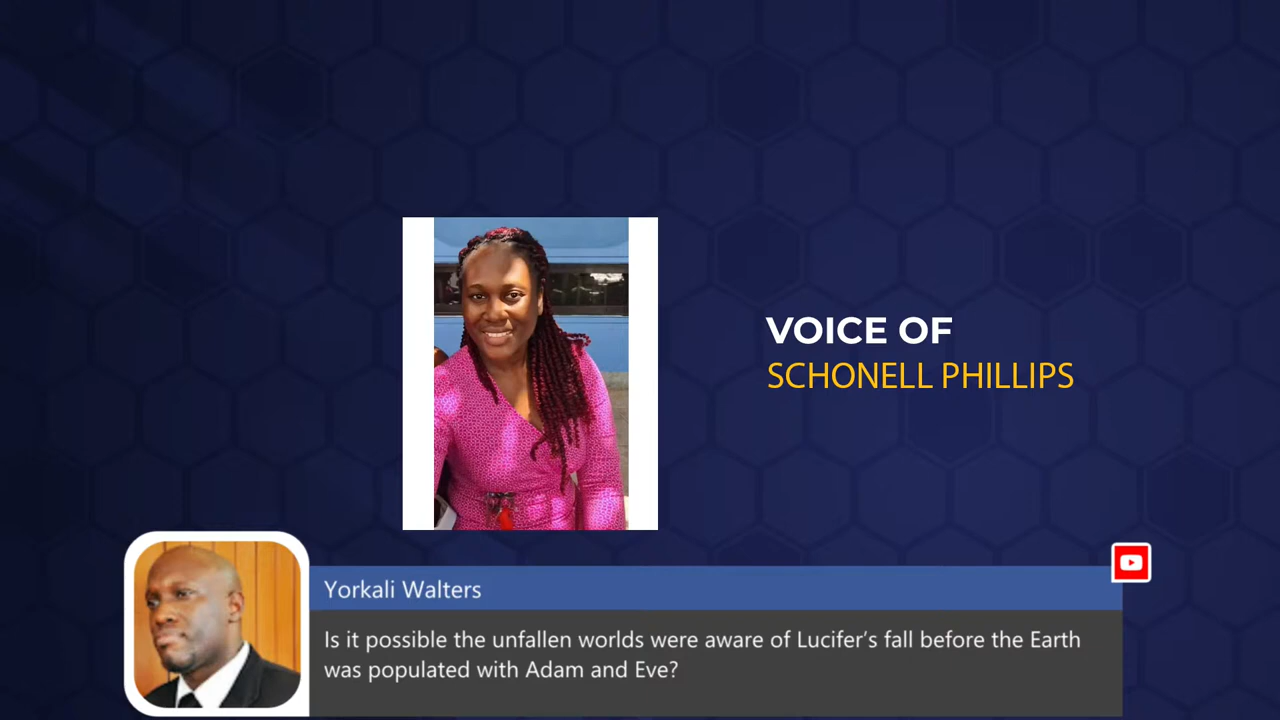 VOICE OF
SCHONELL PHILLIPS
Yorkali Walters
Is it possible the unfallen worlds were aware of Lucifer's fall before the Earth
was populated with Adam and Eve?